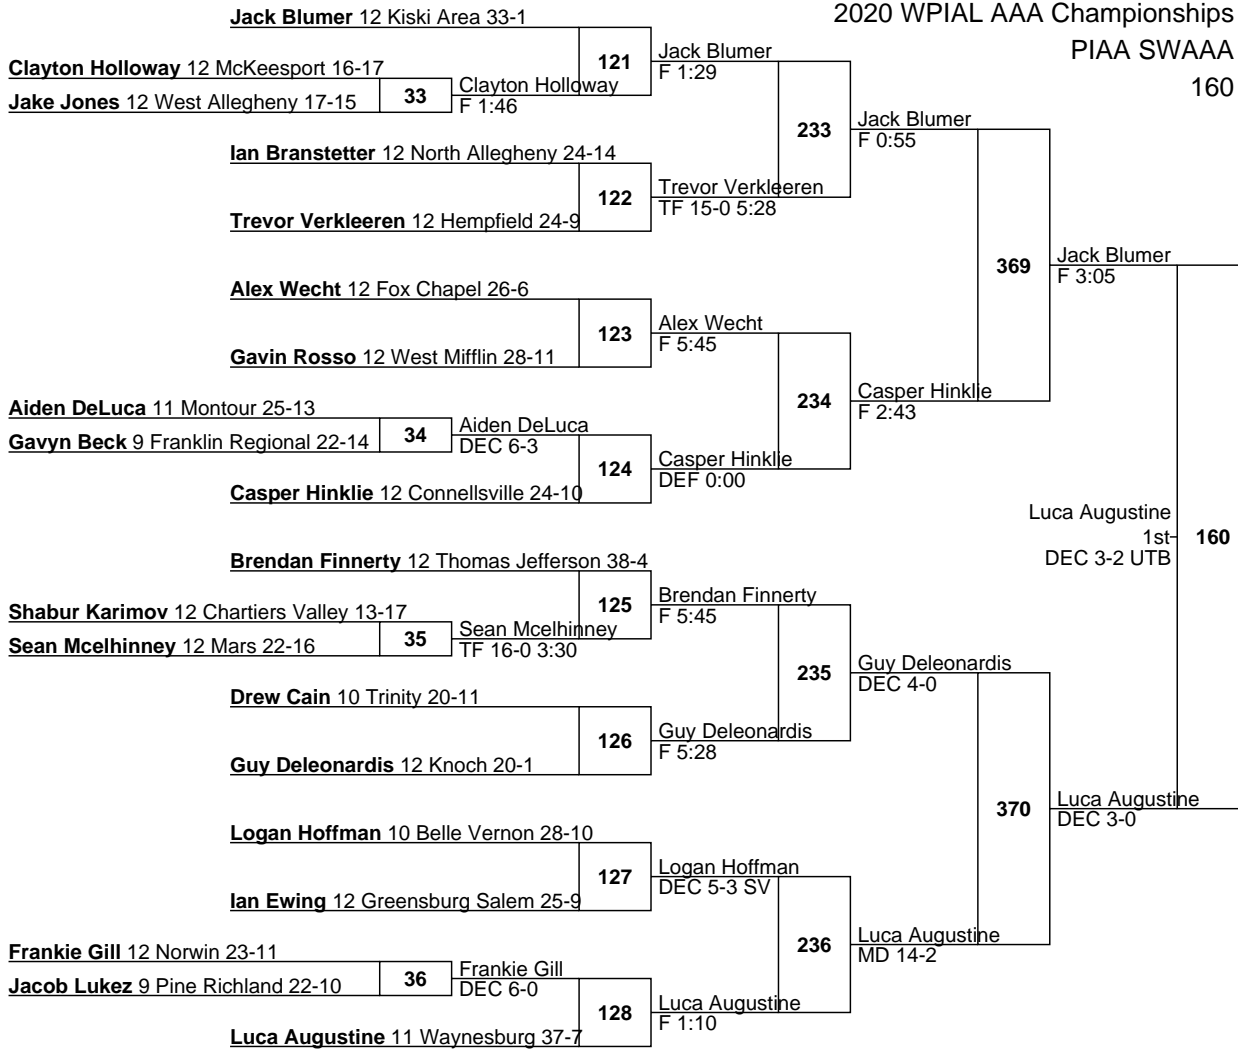 2020 WPIAL AAA Championships
PIAA SWAAA
160
Jack Blumer 12 Kiski Area 33-1
121
Jack Blumer
F 1:29
Clayton Holloway 12 McKeesport 16-17
33
Clayton Holloway
F 1:46
Jake Jones 12 West Allegheny 17-15
233
Jack Blumer
F 0:55
Ian Branstetter 12 North Allegheny 24-14
122
Trevor Verkleeren
TF 15-0 5:28
Trevor Verkleeren 12 Hempfield 24-9
369
Jack Blumer
F 3:05
Alex Wecht 12 Fox Chapel 26-6
123
Alex Wecht
F 5:45
Gavin Rosso 12 West Mifflin 28-11
234
Casper Hinklie
F 2:43
Aiden DeLuca 11 Montour 25-13
34
Aiden DeLuca
DEC 6-3
Gavyn Beck 9 Franklin Regional 22-14
124
Casper Hinklie
DEF 0:00
Casper Hinklie 12 Connellsville 24-10
Luca Augustine
1st
160
DEC 3-2 UTB
Brendan Finnerty 12 Thomas Jefferson 38-4
125
Brendan Finnerty
F 5:45
Shabur Karimov 12 Chartiers Valley 13-17
35
Sean Mcelhinney
TF 16-0 3:30
Sean Mcelhinney 12 Mars 22-16
235
Guy Deleonardis
DEC 4-0
Drew Cain 10 Trinity 20-11
126
Guy Deleonardis
F 5:28
Guy Deleonardis 12 Knoch 20-1
370
Luca Augustine
DEC 3-0
Logan Hoffman 10 Belle Vernon 28-10
127
Logan Hoffman
DEC 5-3 SV
Ian Ewing 12 Greensburg Salem 25-9
236
Luca Augustine
MD 14-2
Frankie Gill 12 Norwin 23-11
36
Frankie Gill
DEC 6-0
Jacob Lukez 9 Pine Richland 22-10
128
Luca Augustine
F 1:10
Luca Augustine 11 Waynesburg 37-7